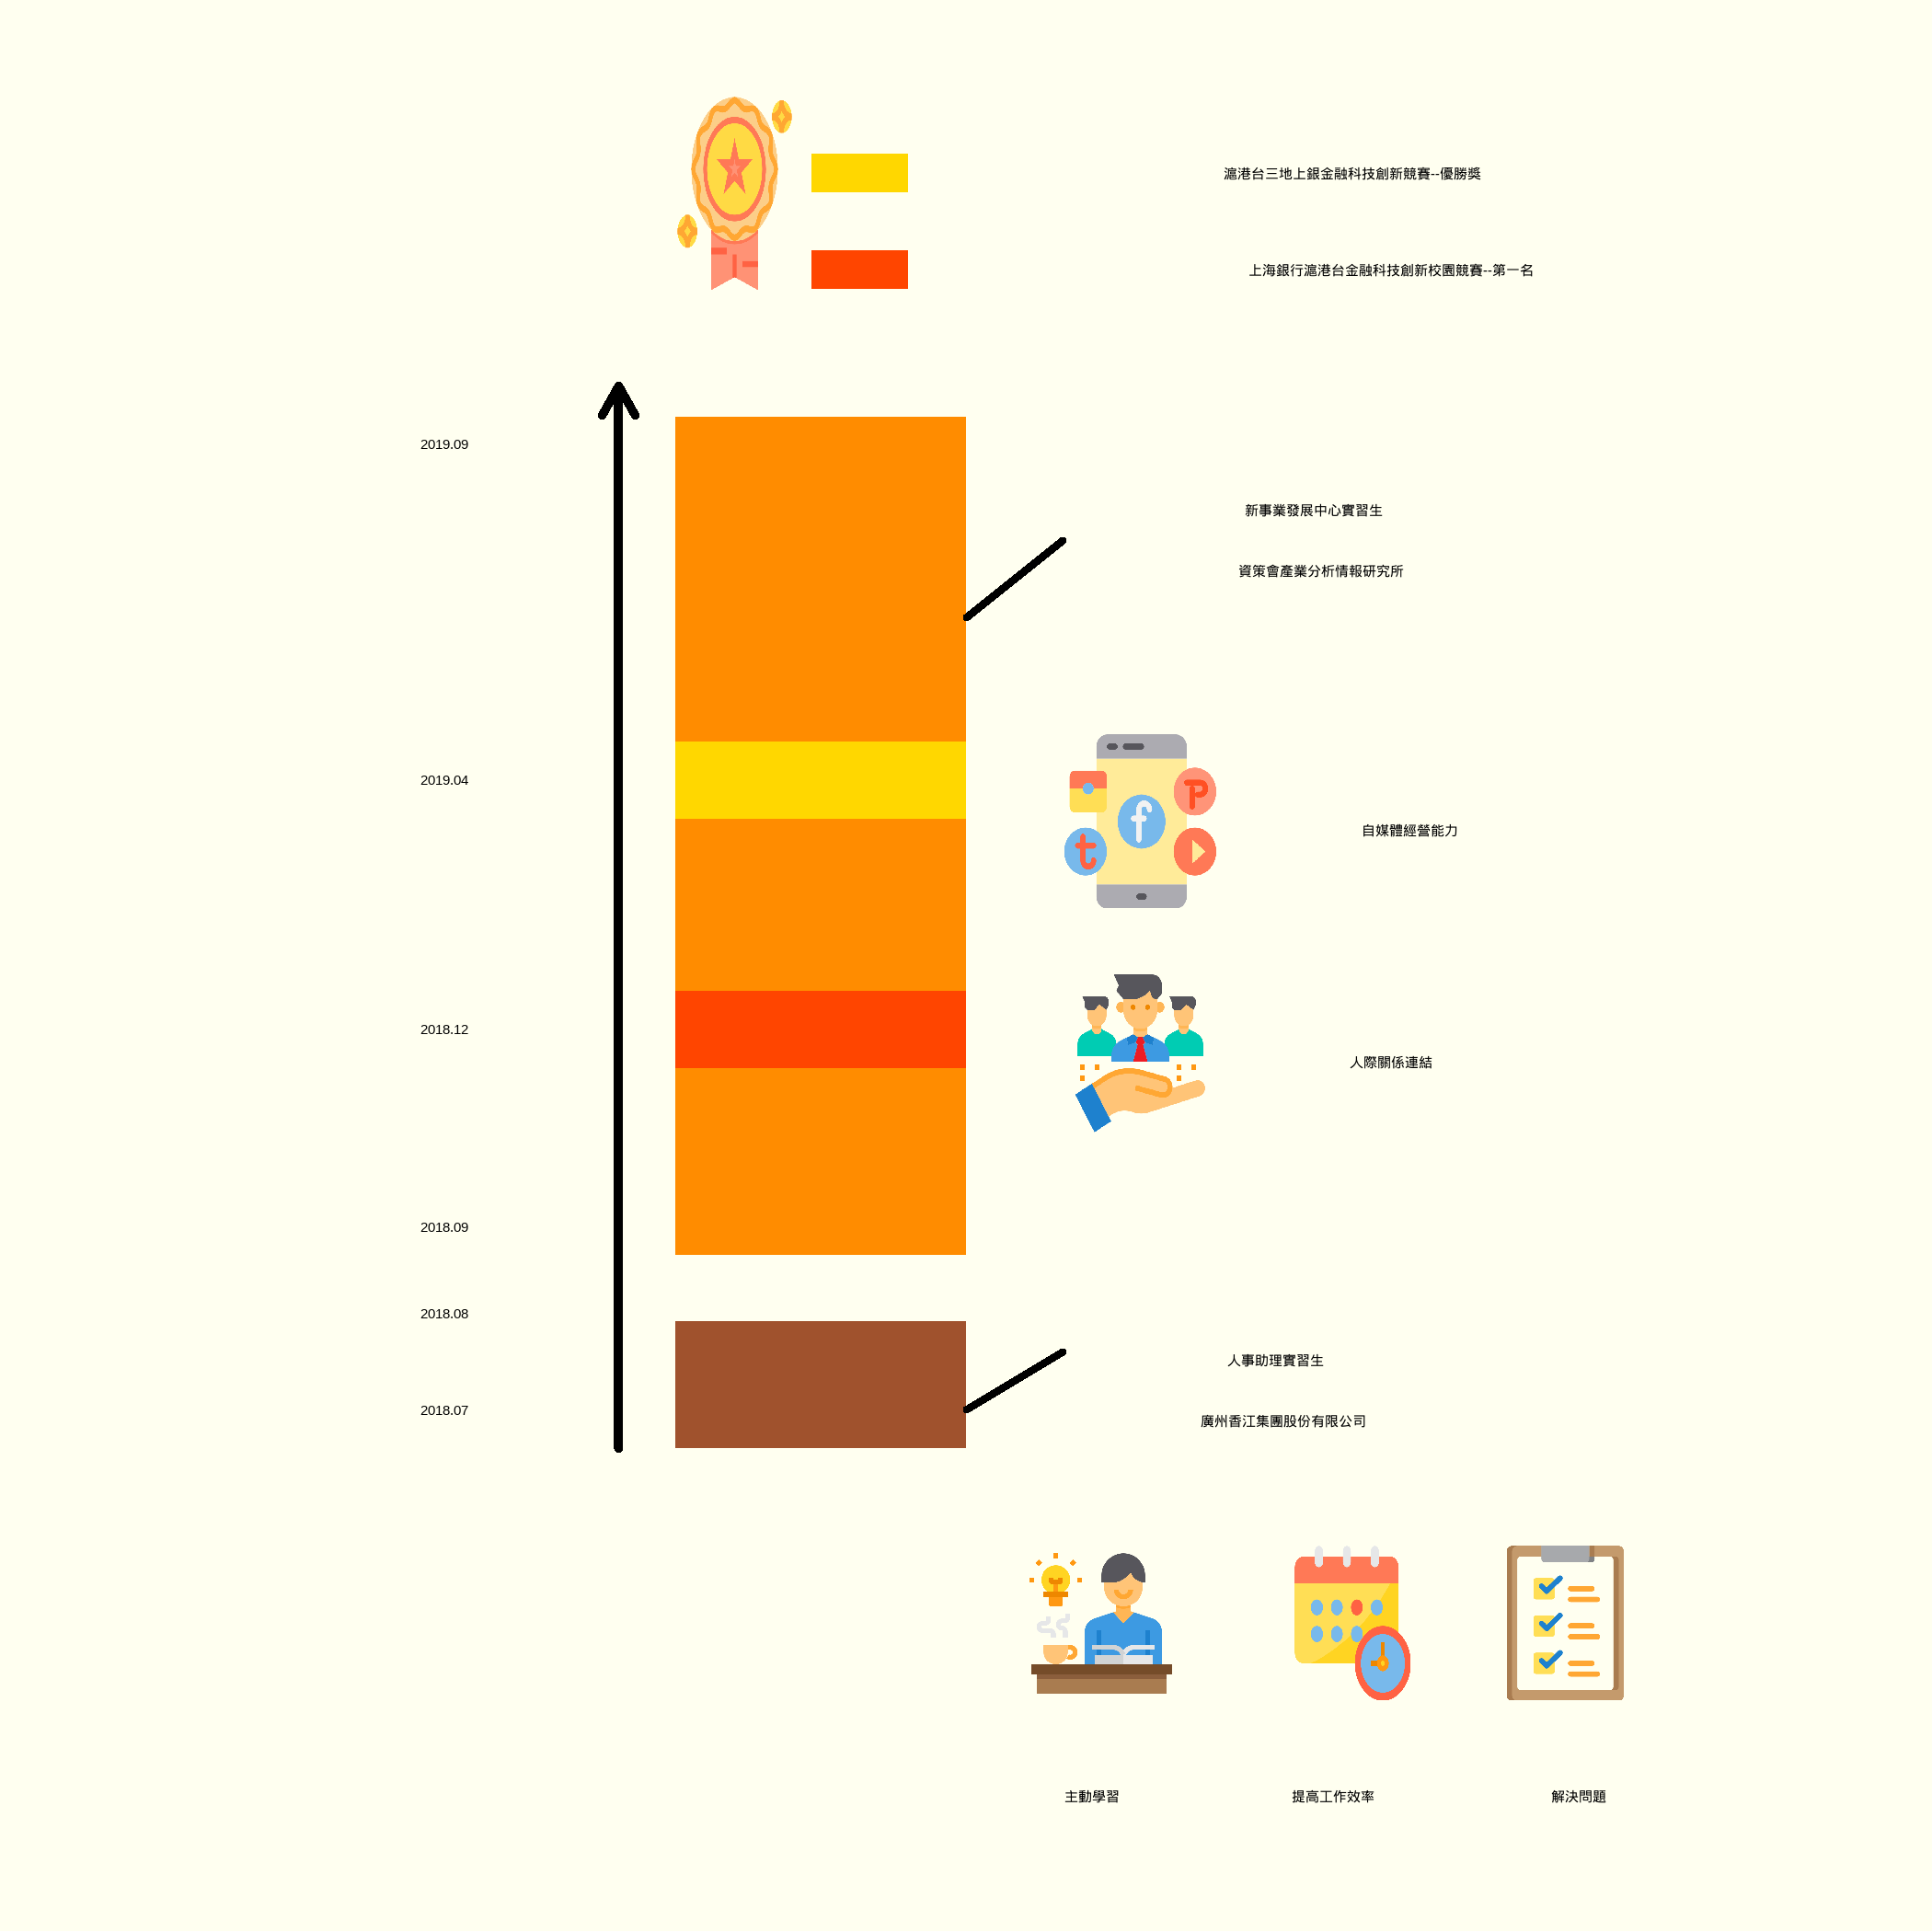 滬港台三地上銀金融科技創新競賽--優勝獎
上海銀行滬港台金融科技創新校園競賽--第一名
2019.09
新事業發展中心實習生
資策會產業分析情報研究所
2019.04
自媒體經營能力
2018.12
人際關係連結
2018.09
2018.08
人事助理實習生
2018.07
廣州香江集團股份有限公司
主動學習
提高工作效率
解決問題